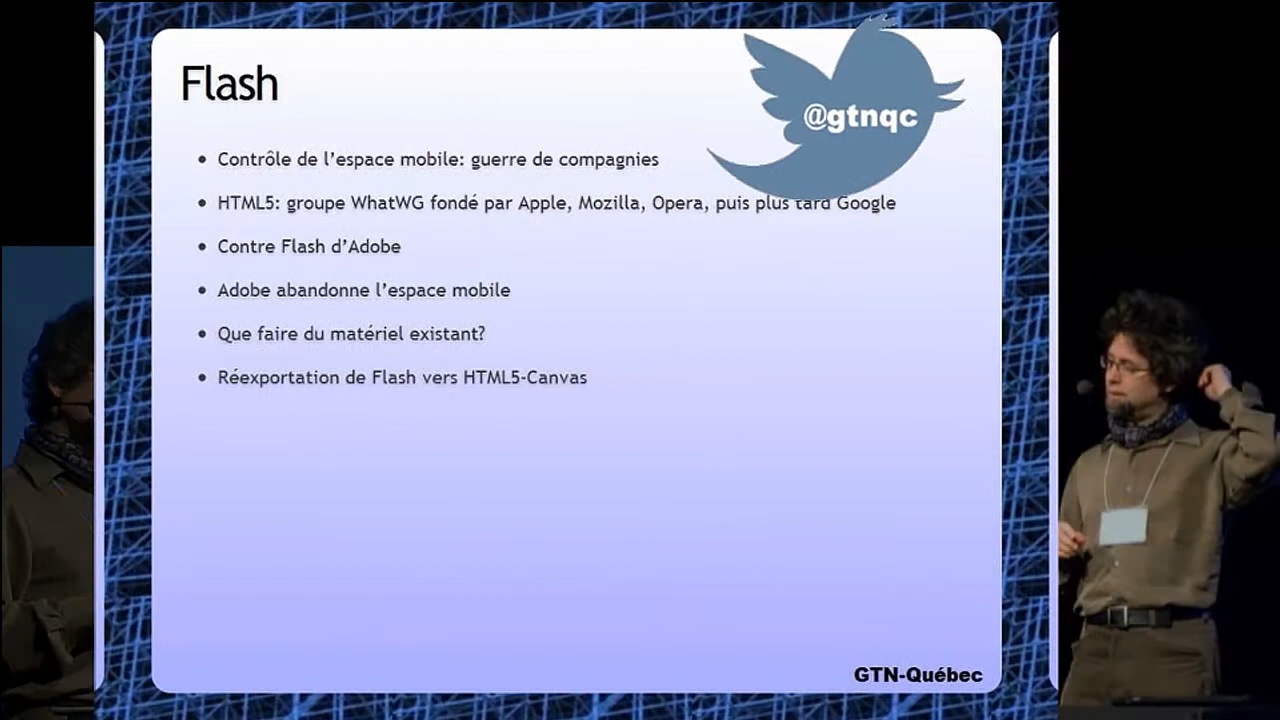 Flash
@gtnqc
• Contrôle de l’espace mobile: guerre de compagnies
• HTML5: groupe WhatWG fondé par Apple, Mozilla, Opera, puis plus tard Google
• Contre Flash d’Adobe
• Adobe abandonne l’espace mobile
• Que faire du matériel existant?
• Réexportation de Flash vers HTML5-Canvas
GTN-Québec